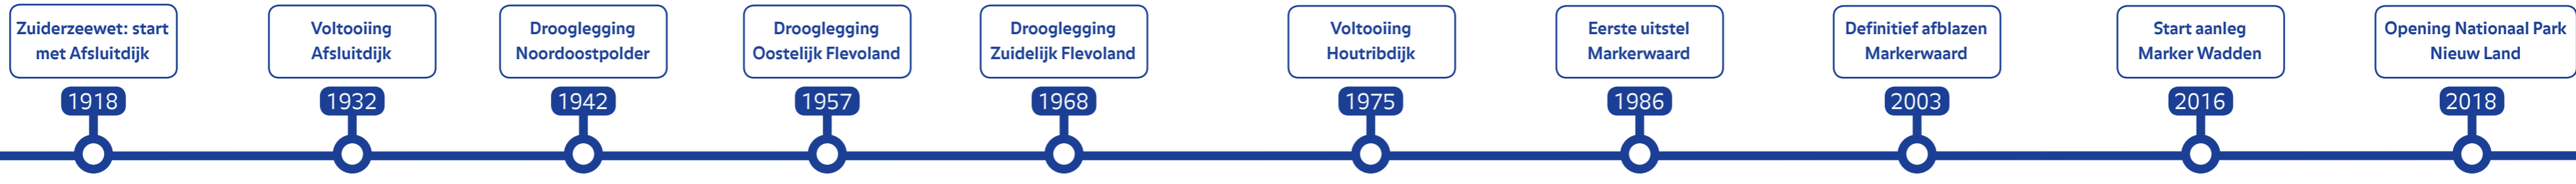 Zuiderzeewet: start
met Afsluitdijk
1918
Voltooiing
Afsluitdijk
1932
Drooglegging
Noordoostpolder
1942
Drooglegging
Oostelijk Flevoland
1957
Drooglegging
Zuidelijk Flevoland
1968
Voltooiing
Houtribdijk
1975
Eerste uitstel
Markerwaard
1986
Definitief afblazen
Markerwaard
2003
Start aanleg
Marker Wadden
2016
Opening Nationaal Park
Nieuw Land
2018